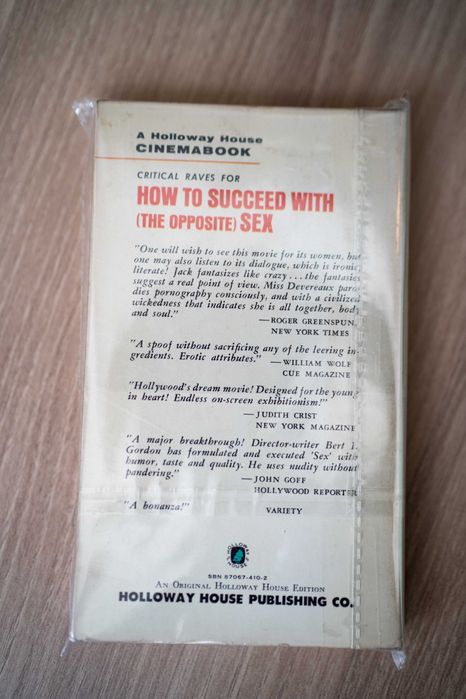 A Holloway House
CINEMABOOK
CRITICAL RAVES FOR
HOW TO SUCCEED WITH
(THE OPPOSITE) SEX
"One will wish to see this movie for its women, but
one may also listen to its dialogue, which is ironic,
literate! Jack fantasizes like crazy . . . the fantasies
suggest a real point of view. Miss Devereaux paro-
dies pornography consciously, and with a civilized
wickedness that indicates she is all together, body
and soul."
—ROGER GREENSPUN
NEW YORK TIMES
"A spoof without sacrificing any of the leering in-
gredients. Erotic attributes." —WILLIAM WOLF
CUE MAGAZINE
"Hollywood's dream movie! Designed for the young
in heart! Endless on-screen exhibitionism!"
—JUDITH CRIST
NEW YORK MAGAZINE
"A major breakthrough! Director-writer Bert I.
Gordon has formulated and executed 'Sex' with
humor, taste and quality. He uses nudity without
pandering."
—JOHN GOFF
HOLLYWOOD REPORTER
"A bonanza!" VARIETY
HOLLOWAY
HOUSE
SBN 87067-410-2
AN ORIGINAL HOLLOWAY HOUSE EDITION
HOLLOWAY HOUSE PUBLISHING CO.